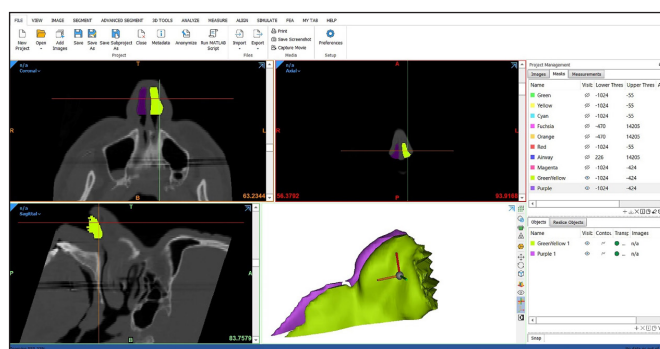 FILE VIEW IMAGE SEGMENT ADVANCED SEGMENT 3D TOOLS ANALYZE MEASURE ALIGN SIMULATE FEA MY TAB HELP
New Project
Open
Add Images
Save
Save As
Save Subproject As
Close
Metadata
Anonymize
Run MATLAB Script
Import
Export
Print
Save Screenshot
Capture Movie
Preferences
Project
Files
Media
Setup
n/a
Coronal
T
R
L
B
63.2344
n/a
Axial
A
R
L
P
93.9168
n/a
Sagittal
T
P
A
B
83.7579
Project Management
Images Masks Measurements
Name Visib Lower Thres Upper Thres
Green -1024 -55
Yellow -1024 -55
Cyan -1024 -55
Fuchsia -470 14205
Orange -470 14205
Red -1024 -55
Airway 226 14205
Magenta -1024 -424
GreenYellow -1024 -424
Purple -1024 -424
Objects Reslice Objects
Name Visib Contou Transp Images
GreenYellow 1 n/a
Purple 1 n/a
Snap